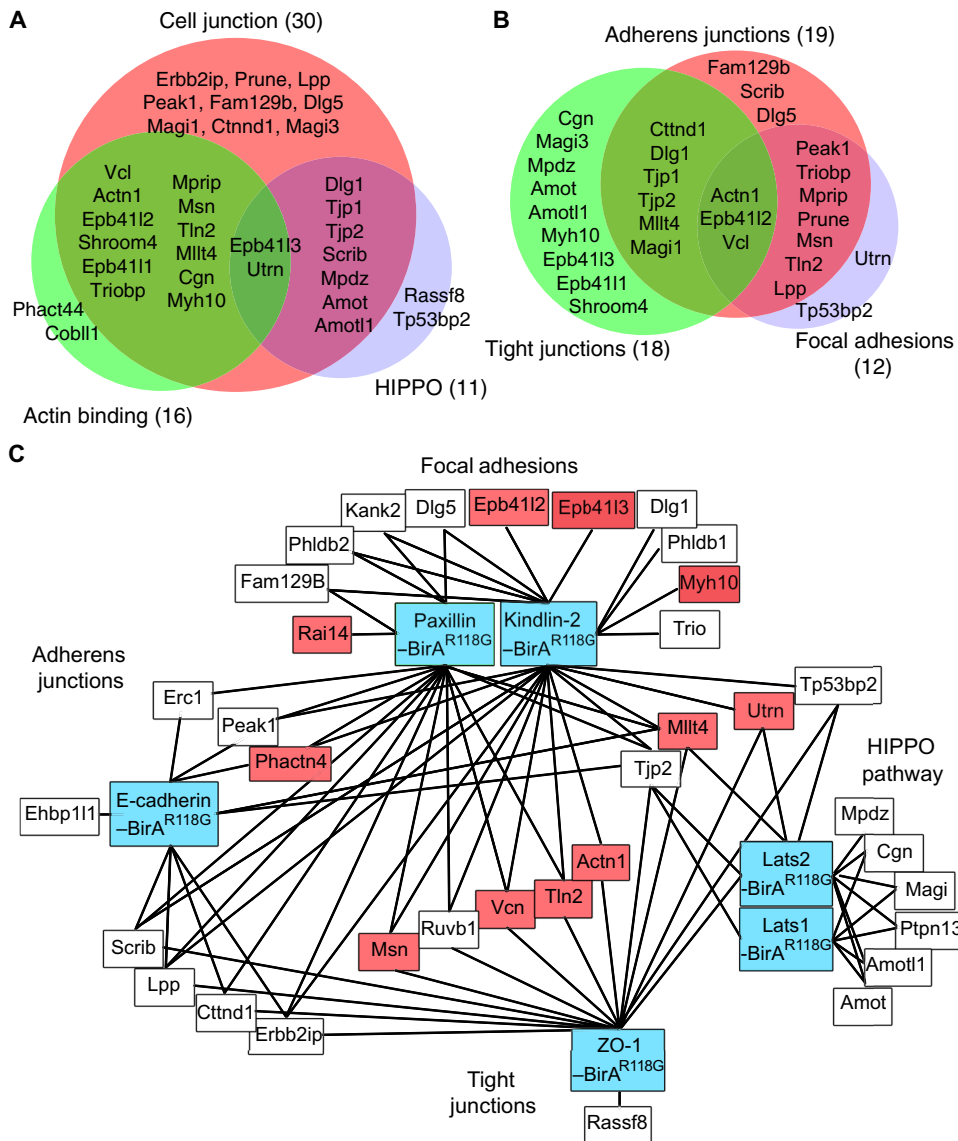 A
Cell junction (30)
Erbb2ip, Prune, Lpp
Peak1, Fam129b, Dlg5
Magi1, Ctnnd1, Magi3
Vcl
Actn1
Epb41l2
Shroom4
Epb41l1
Triobp
Mprip
Msn
Tln2
Mllt4
Cgn
Myh10
Epb41l3
Utrn
Dlg1
Tjp1
Tjp2
Scrib
Mpdz
Amot
Amotl1
Phact44
Cobll1
Rassf8
Tp53bp2
HIPPO (11)
Actin binding (16)
B
Adherens junctions (19)
Fam129b
Scrib
Dlg5
Cgn
Magi3
Mpdz
Amot
Amotl1
Myh10
Epb41l3
Epb41l1
Shroom4
Cttnd1
Dlg1
Tjp1
Tjp2
Mllt4
Magi1
Actn1
Epb41l2
Vcl
Peak1
Triobp
Mprip
Prune
Msn
Tln2
Lpp
Utrn
Tp53bp2
Tight junctions (18)
Focal adhesions
(12)
C
Focal adhesions
Kank2
Dlg5
Epb41l2
Epb41l3
Dlg1
Phldb2
Phldb1
Fam129B
Myh10
Rai14
Paxillin
–BirA^R118G
Kindlin-2
–BirA^R118G
Trio
Adherens
junctions
Erc1
Peak1
Phactn4
Tp53bp2
Utrn
Mllt4
Tjp2
HIPPO
pathway
Ehbp1l1
E-cadherin
–BirA^R118G
Mpdz
Cgn
Magi
Ptpn13
Amotl1
Amot
Lats2
–BirA^R118G
Lats1
–BirA^R118G
Actn1
Tln2
Vcn
Ruvb1
Msn
Scrib
Lpp
Cttnd1
Erbb2ip
ZO-1
–BirA^R118G
Tight
junctions
Rassf8